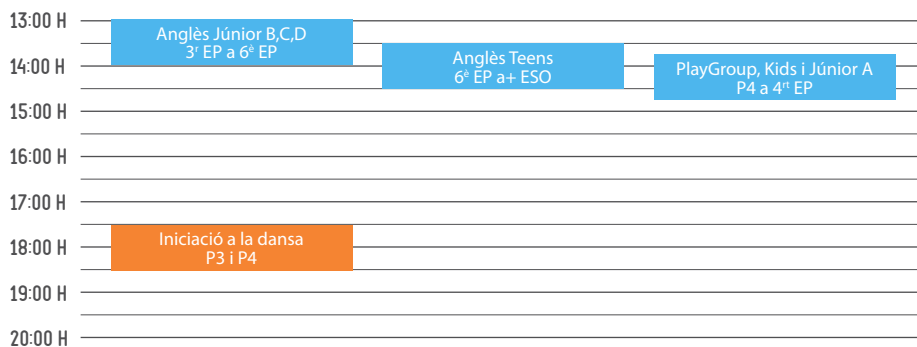 13:00 H
Anglès Júnior B,C,D
3ʳ EP a 6ᵉ̀ EP
14:00 H
Anglès Teens
6ᵉ̀ EP a+ ESO
PlayGroup, Kids i Júnior A
P4 a 4ʳᵗ EP
15:00 H
16:00 H
17:00 H
18:00 H
Iniciació a la dansa
P3 i P4
19:00 H
20:00 H